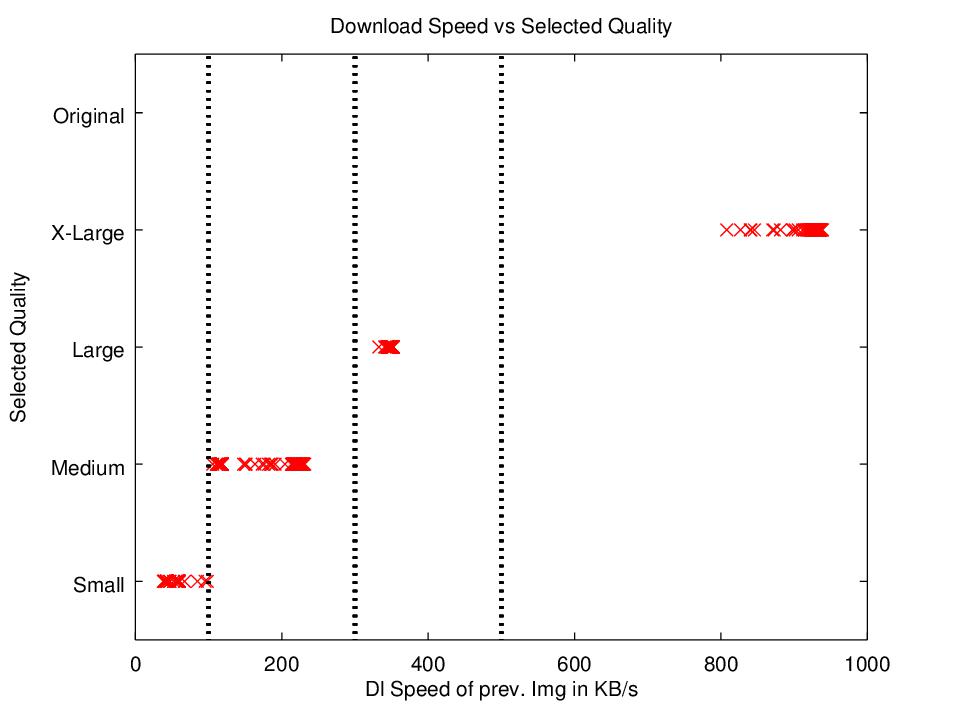 Download Speed vs Selected Quality
Original
X-Large
Large
Medium
Small
Selected Quality
0 200 400 600 800 1000
Dl Speed of prev. Img in KB/s